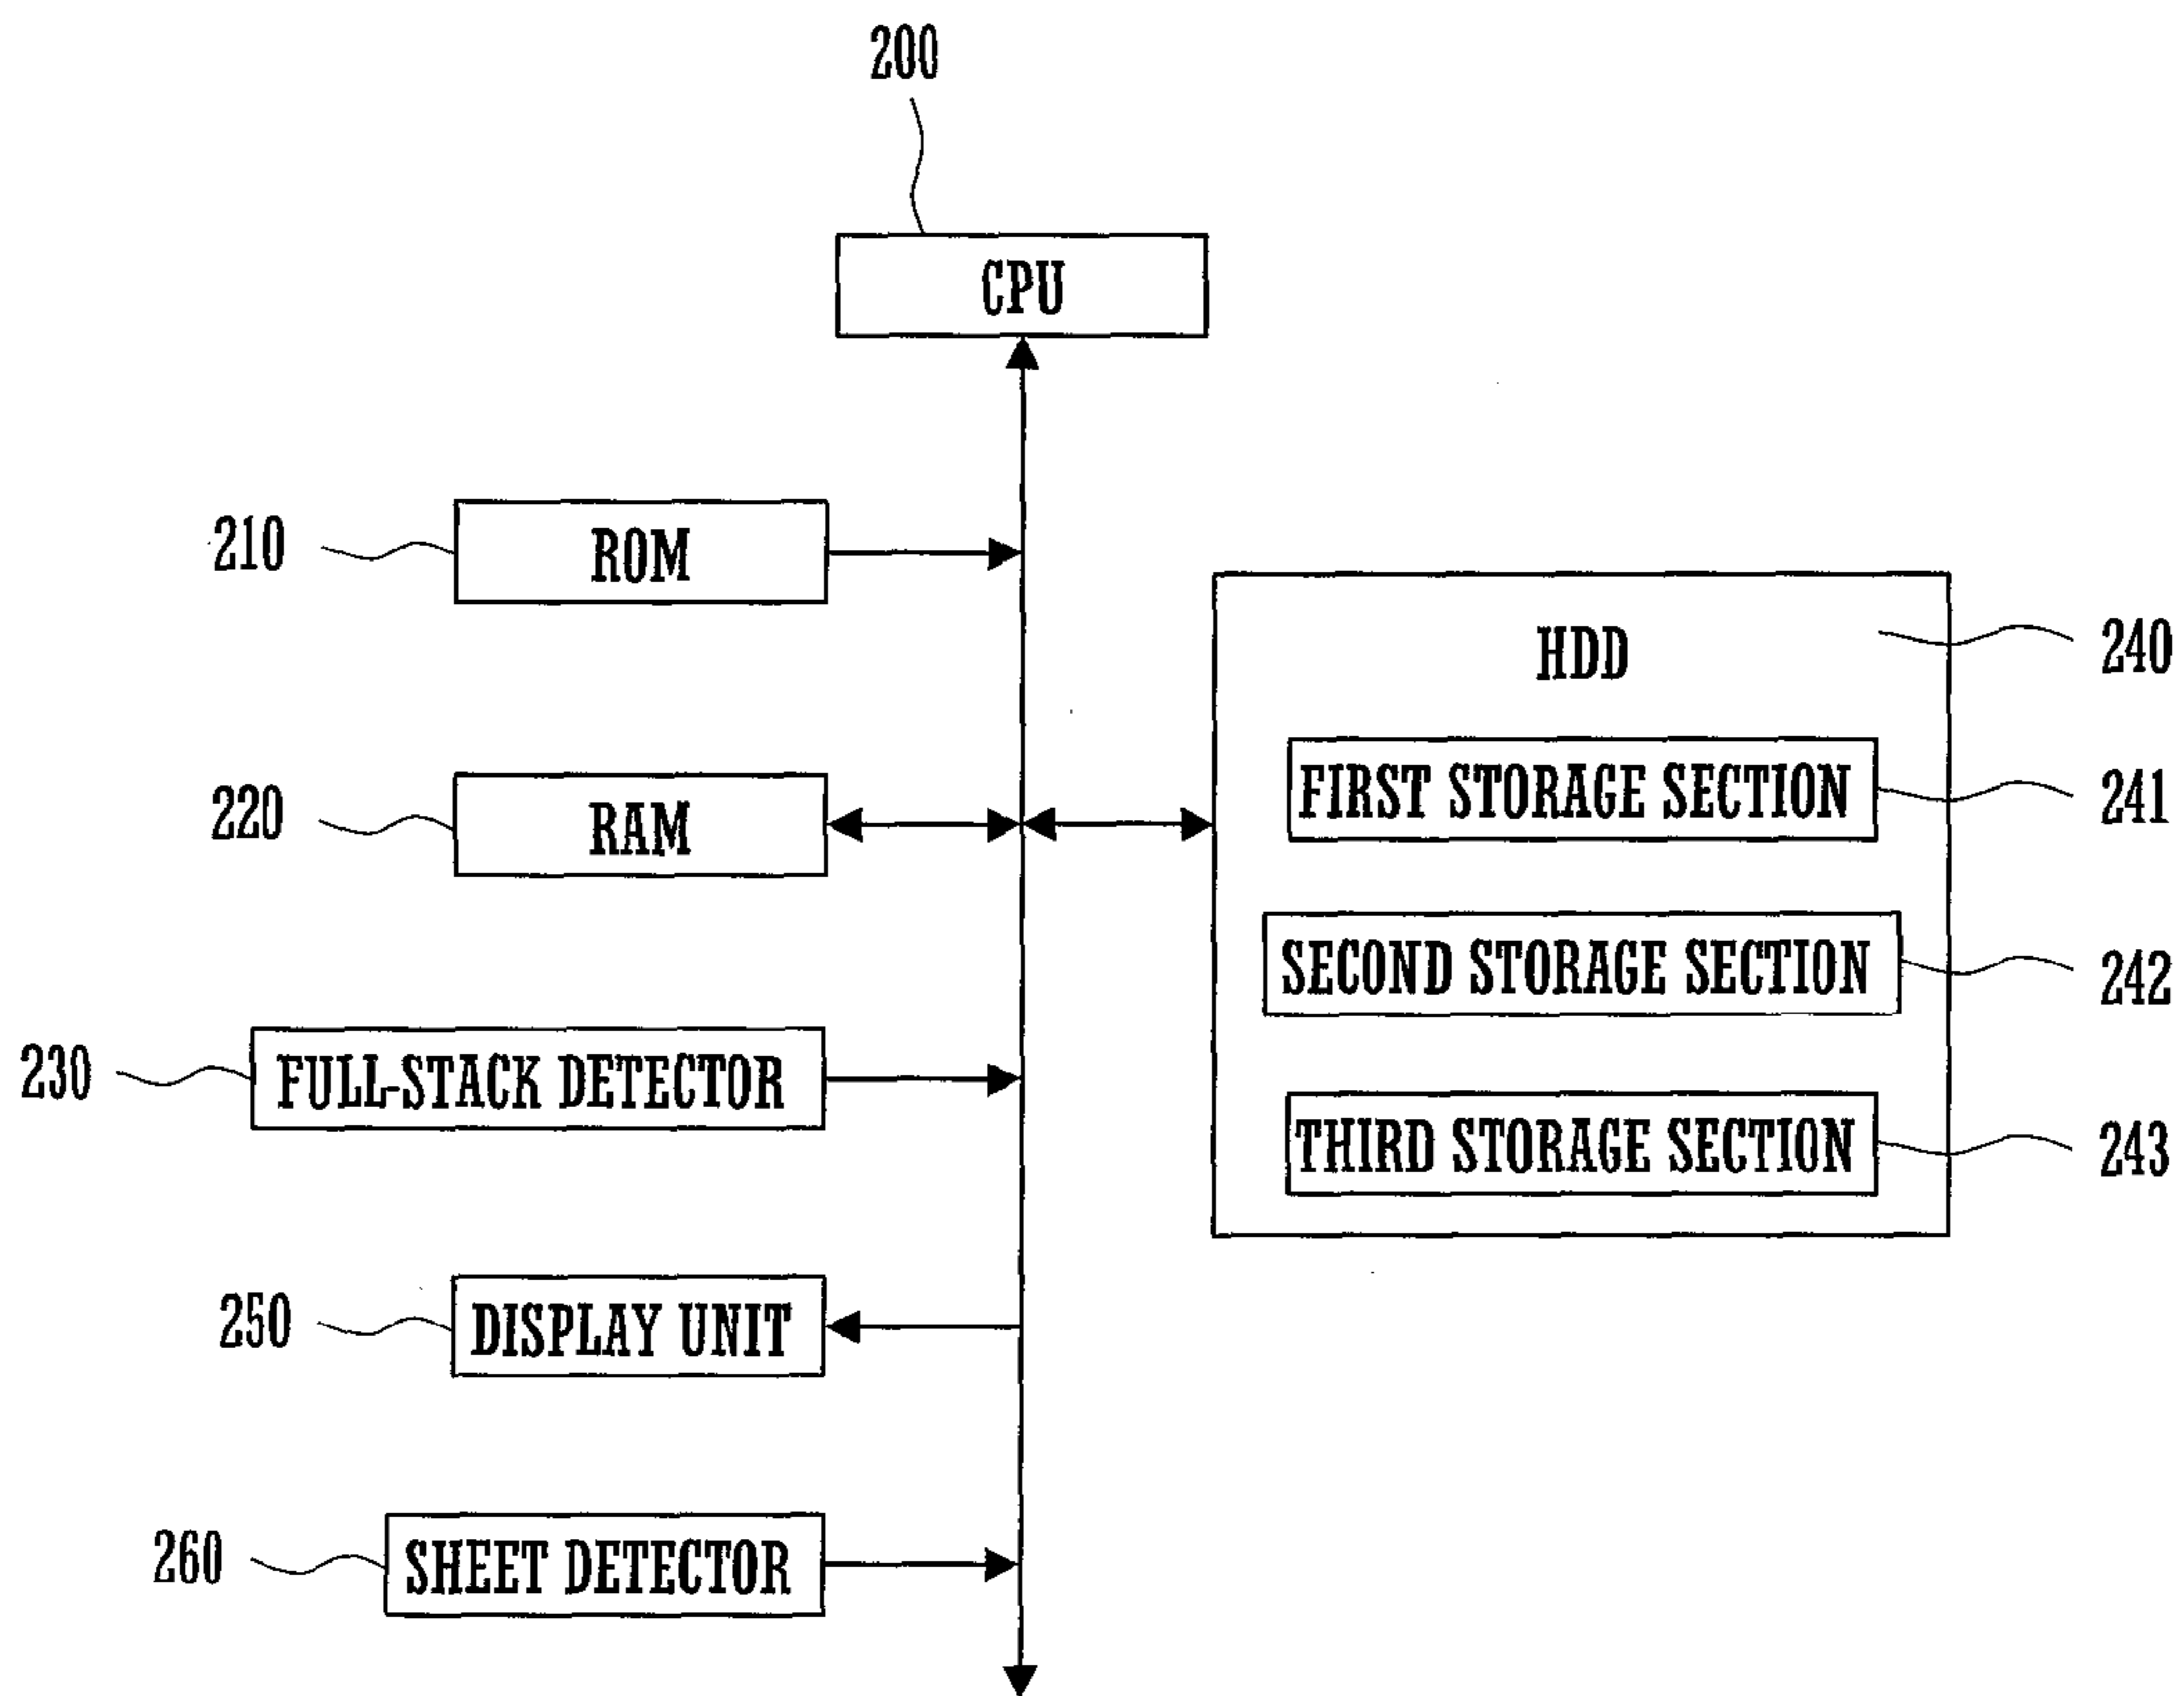 200
CPU
210
ROM
HDD
240
FIRST STORAGE SECTION
241
220
RAM
SECOND STORAGE SECTION
242
230
FULL-STACK DETECTOR
THIRD STORAGE SECTION
243
250
DISPLAY UNIT
260
SHEET DETECTOR